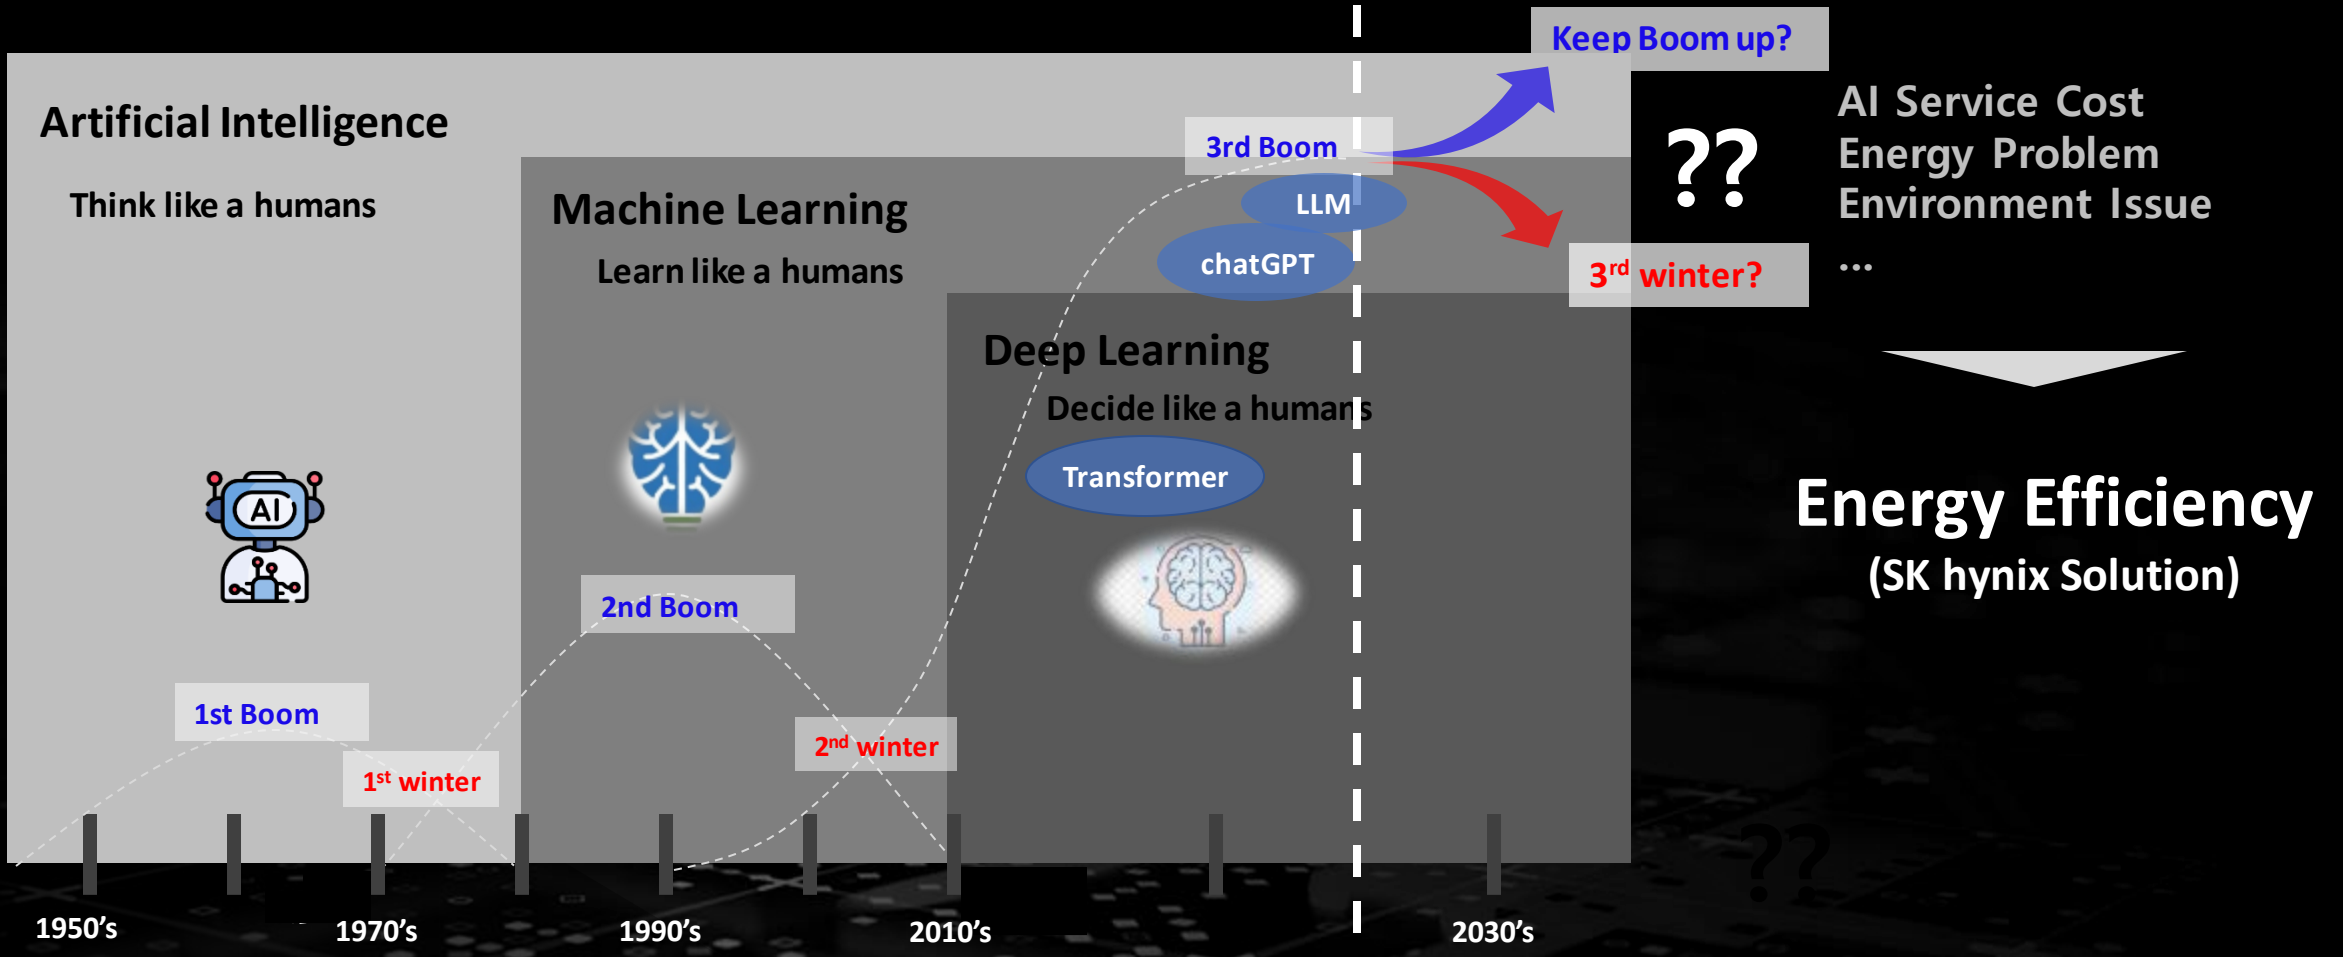 Keep Boom up?
Artificial Intelligence
Think like a humans
3rd Boom
LLM
chatGPT
Machine Learning
Learn like a humans
??
AI Service Cost
Energy Problem
Environment Issue
...
3rd winter?
Deep Learning
Decide like a humans
Transformer
AI
Energy Efficiency
(SK hynix Solution)
2nd Boom
1st Boom
2nd winter
1st winter
??
1950’s
1970’s
1990’s
2010’s
2030’s